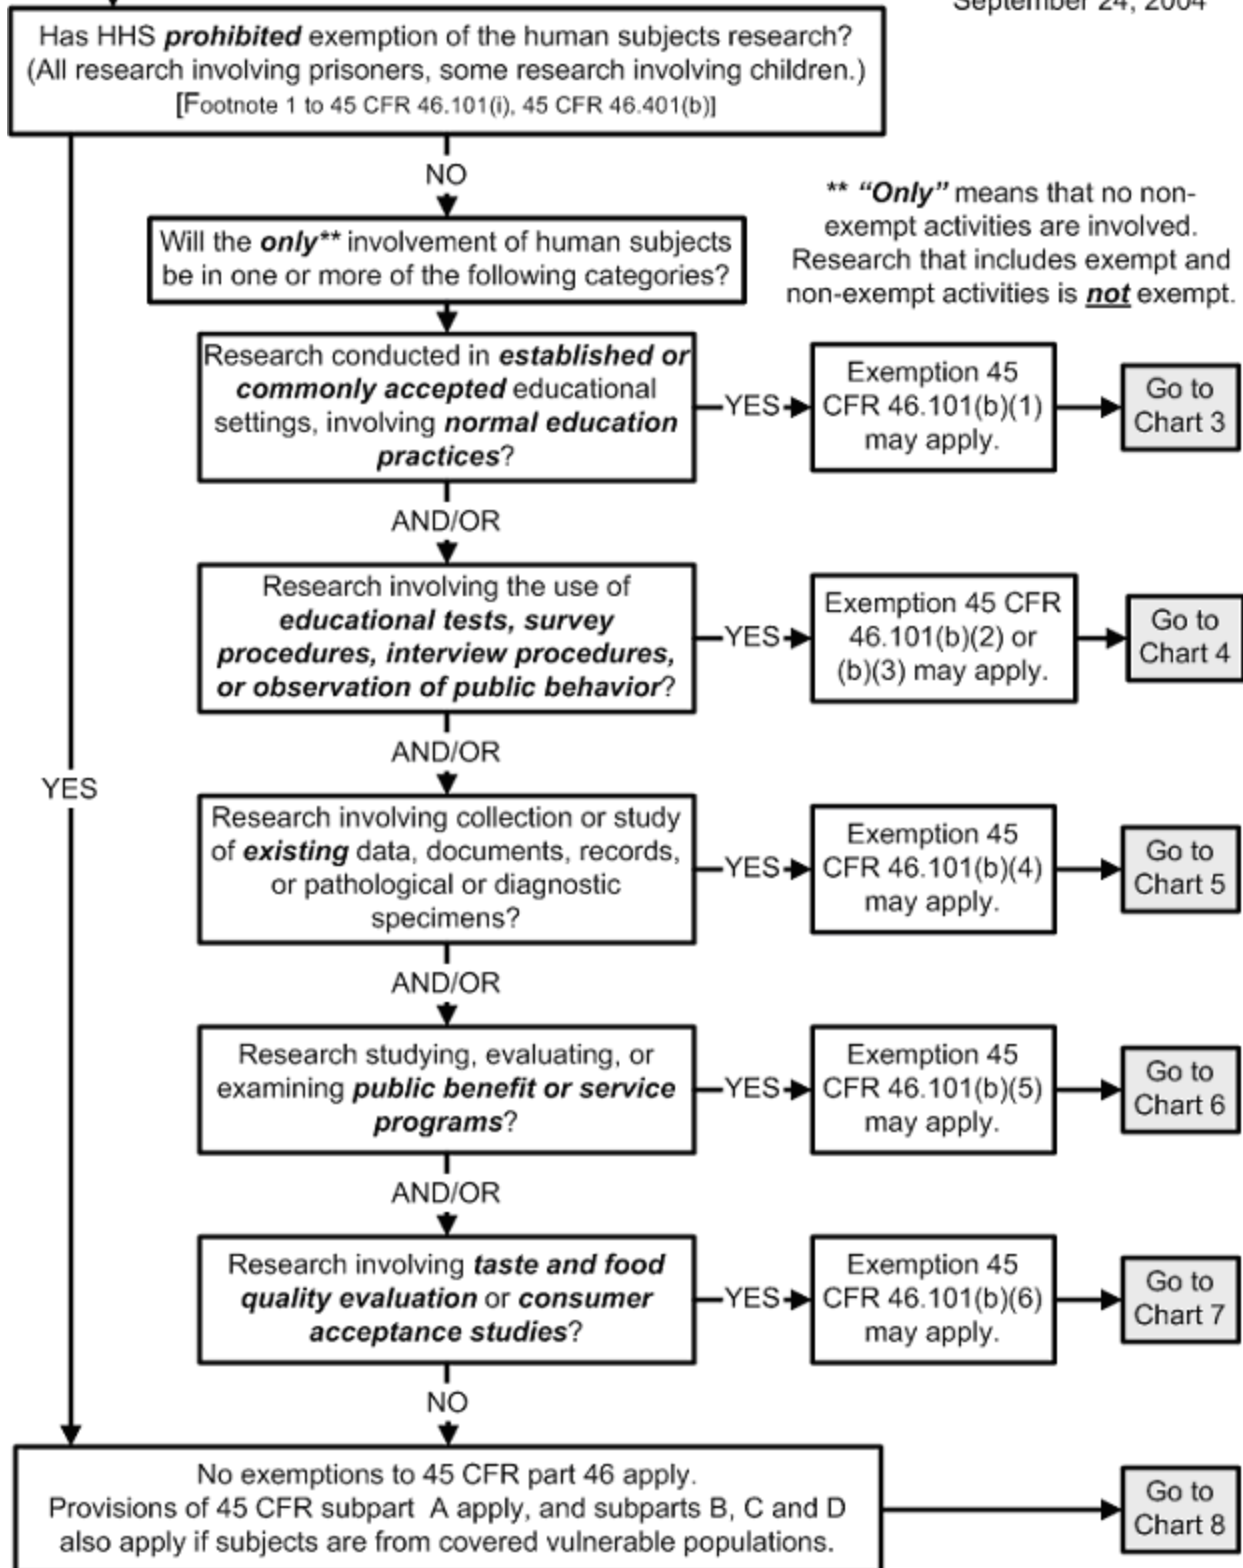 September 24, 2004
Has HHS prohibited exemption of the human subjects research?
(All research involving prisoners, some research involving children.)
[Footnote 1 to 45 CFR 46.101(i), 45 CFR 46.401(b)]
NO
** “Only” means that no non-
exempt activities are involved.
Research that includes exempt and
non-exempt activities is not exempt.
Will the only** involvement of human subjects
be in one or more of the following categories?
Research conducted in established or
commonly accepted educational
settings, involving normal education
practices?
YES
Exemption 45
CFR 46.101(b)(1)
may apply.
Go to
Chart 3
AND/OR
Research involving the use of
educational tests, survey
procedures, interview procedures,
or observation of public behavior?
YES
Exemption 45 CFR
46.101(b)(2) or
(b)(3) may apply.
Go to
Chart 4
AND/OR
YES
Research involving collection or study
of existing data, documents, records,
or pathological or diagnostic
specimens?
YES
Exemption 45
CFR 46.101(b)(4)
may apply.
Go to
Chart 5
AND/OR
Research studying, evaluating, or
examining public benefit or service
programs?
YES
Exemption 45
CFR 46.101(b)(5)
may apply.
Go to
Chart 6
AND/OR
Research involving taste and food
quality evaluation or consumer
acceptance studies?
YES
Exemption 45
CFR 46.101(b)(6)
may apply.
Go to
Chart 7
NO
No exemptions to 45 CFR part 46 apply.
Provisions of 45 CFR subpart A apply, and subparts B, C and D
also apply if subjects are from covered vulnerable populations.
Go to
Chart 8